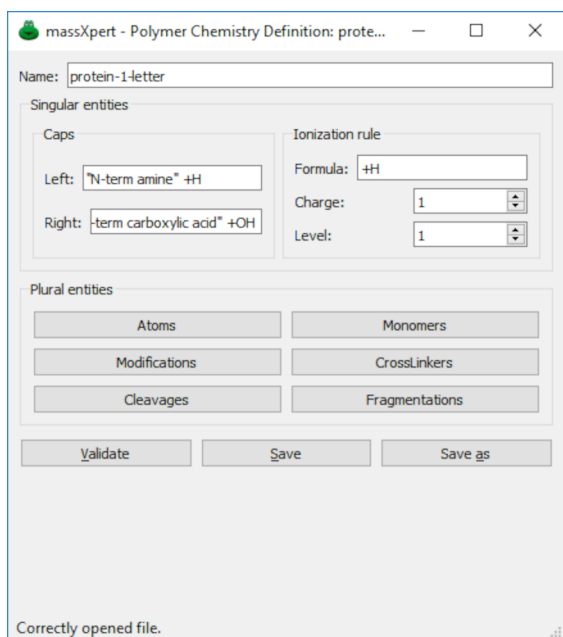 massXpert - Polymer Chemistry Definition: prote...
Name: protein-1-letter
Singular entities
Caps
Left: "N-term amine" +H
Right: -term carboxylic acid" +OH
Ionization rule
Formula: +H
Charge: 1
Level: 1
Plural entities
Atoms Monomers
Modifications CrossLinkers
Cleavages Fragmentations
Validate Save Save as
Correctly opened file.